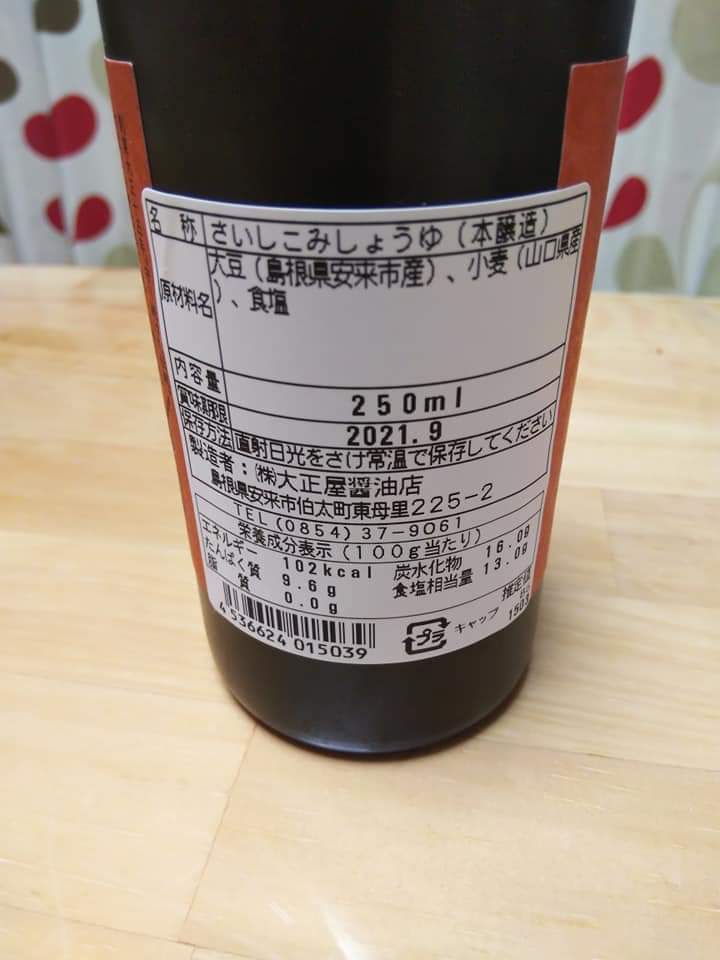 名 称 さいしこみしょうゆ（本醸造）
原材料名 大豆（島根県安来市産）、小麦（山口県産
）、食塩
内容量 250ml
賞味期限 2021.9
保存方法 直射日光をさけ常温で保存してください
製造者：㈱大正屋醤油店
島根県安来市伯太町東母里225-2
TEL(0854)37-9061
栄養成分表示(100g当たり)
エネルギー 102kcal 炭水化物 16.0g
たんぱく質 9.6g 食塩相当量 13.0g
脂 質 0.0g 推定値
4 536624 015039
プラ キャップ 1503